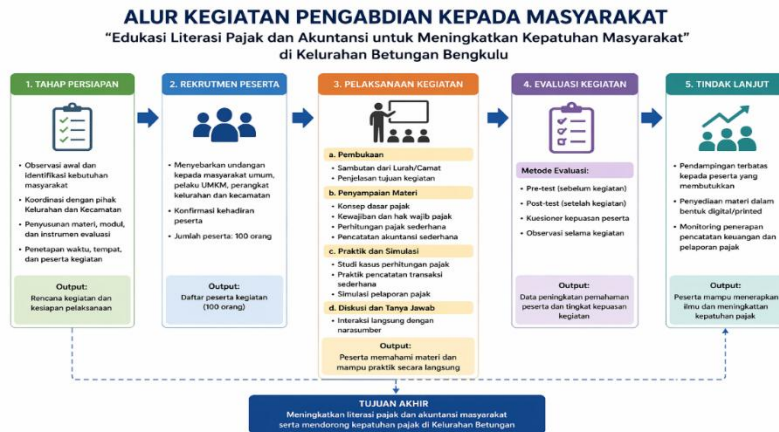 ALUR KEGIATAN PENGABDIAN KEPADA MASYARAKAT
“Edukasi Literasi Pajak dan Akuntansi untuk Meningkatkan Kepatuhan Masyarakat”
di Kelurahan Betungan Bengkulu
1. TAHAP PERSIAPAN
• Observasi awal dan
identifikasi kebutuhan
masyarakat
• Koordinasi dengan pihak
Kelurahan dan Kecamatan
• Penyusunan materi, modul,
dan instrumen evaluasi
• Penetapan waktu, tempat,
dan peserta kegiatan
Output:
Rencana kegiatan dan
kesiapan pelaksanaan
2. REKRUTMEN PESERTA
• Menyebarkan undangan
kepada masyarakat umum,
pelaku UMKM, perangkat
kelurahan dan kecamatan
• Konfirmasi kehadiran
peserta
• Jumlah peserta: 100 orang
Output:
Daftar peserta kegiatan
(100 orang)
3. PELAKSANAAN KEGIATAN
a. Pembukaan
• Sambutan dari Lurah/Camat
• Penjelasan tujuan kegiatan
b. Penyampaian Materi
• Konsep dasar pajak
• Kewajiban dan hak wajib pajak
• Perhitungan pajak sederhana
• Pencatatan akuntansi sederhana
c. Praktik dan Simulasi
• Studi kasus perhitungan pajak
• Praktik pencatatan transaksi
sederhana
• Simulasi pelaporan pajak
d. Diskusi dan Tanya Jawab
• Interaksi langsung dengan
narasumber
Output:
Peserta memahami materi dan
mampu praktik secara langsung
4. EVALUASI KEGIATAN
Metode Evaluasi:
• Pre-test (sebelum kegiatan)
• Post-test (setelah kegiatan)
• Kuesioner kepuasan peserta
• Observasi selama kegiatan
Output:
Data peningkatan pemahaman
peserta dan tingkat kepuasan
kegiatan
5. TINDAK LANJUT
• Pendampingan terbatas
kepada peserta yang
membutuhkan
• Penyediaan materi dalam
bentuk digital/printed
• Monitoring penerapan
pencatatan keuangan dan
pelaporan pajak
Output:
Peserta mampu menerapkan
ilmu dan meningkatkan
kepatuhan pajak
TUJUAN AKHIR
Meningkatkan literasi pajak dan akuntansi masyarakat
serta mendorong kepatuhan pajak di Kelurahan Betungan